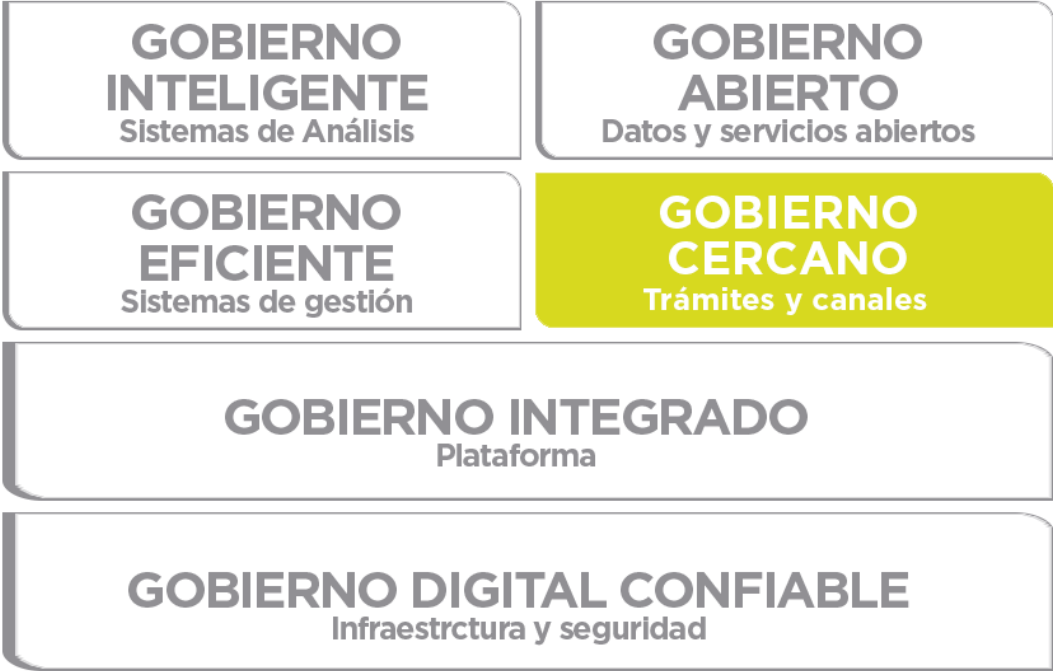 GOBIERNO
INTELIGENTE
Sistemas de Análisis
GOBIERNO
ABIERTO
Datos y servicios abiertos
GOBIERNO
EFICIENTE
Sistemas de gestión
GOBIERNO
CERCANO
Trámites y canales
GOBIERNO INTEGRADO
Plataforma
GOBIERNO DIGITAL CONFIABLE
Infraestrctura y seguridad